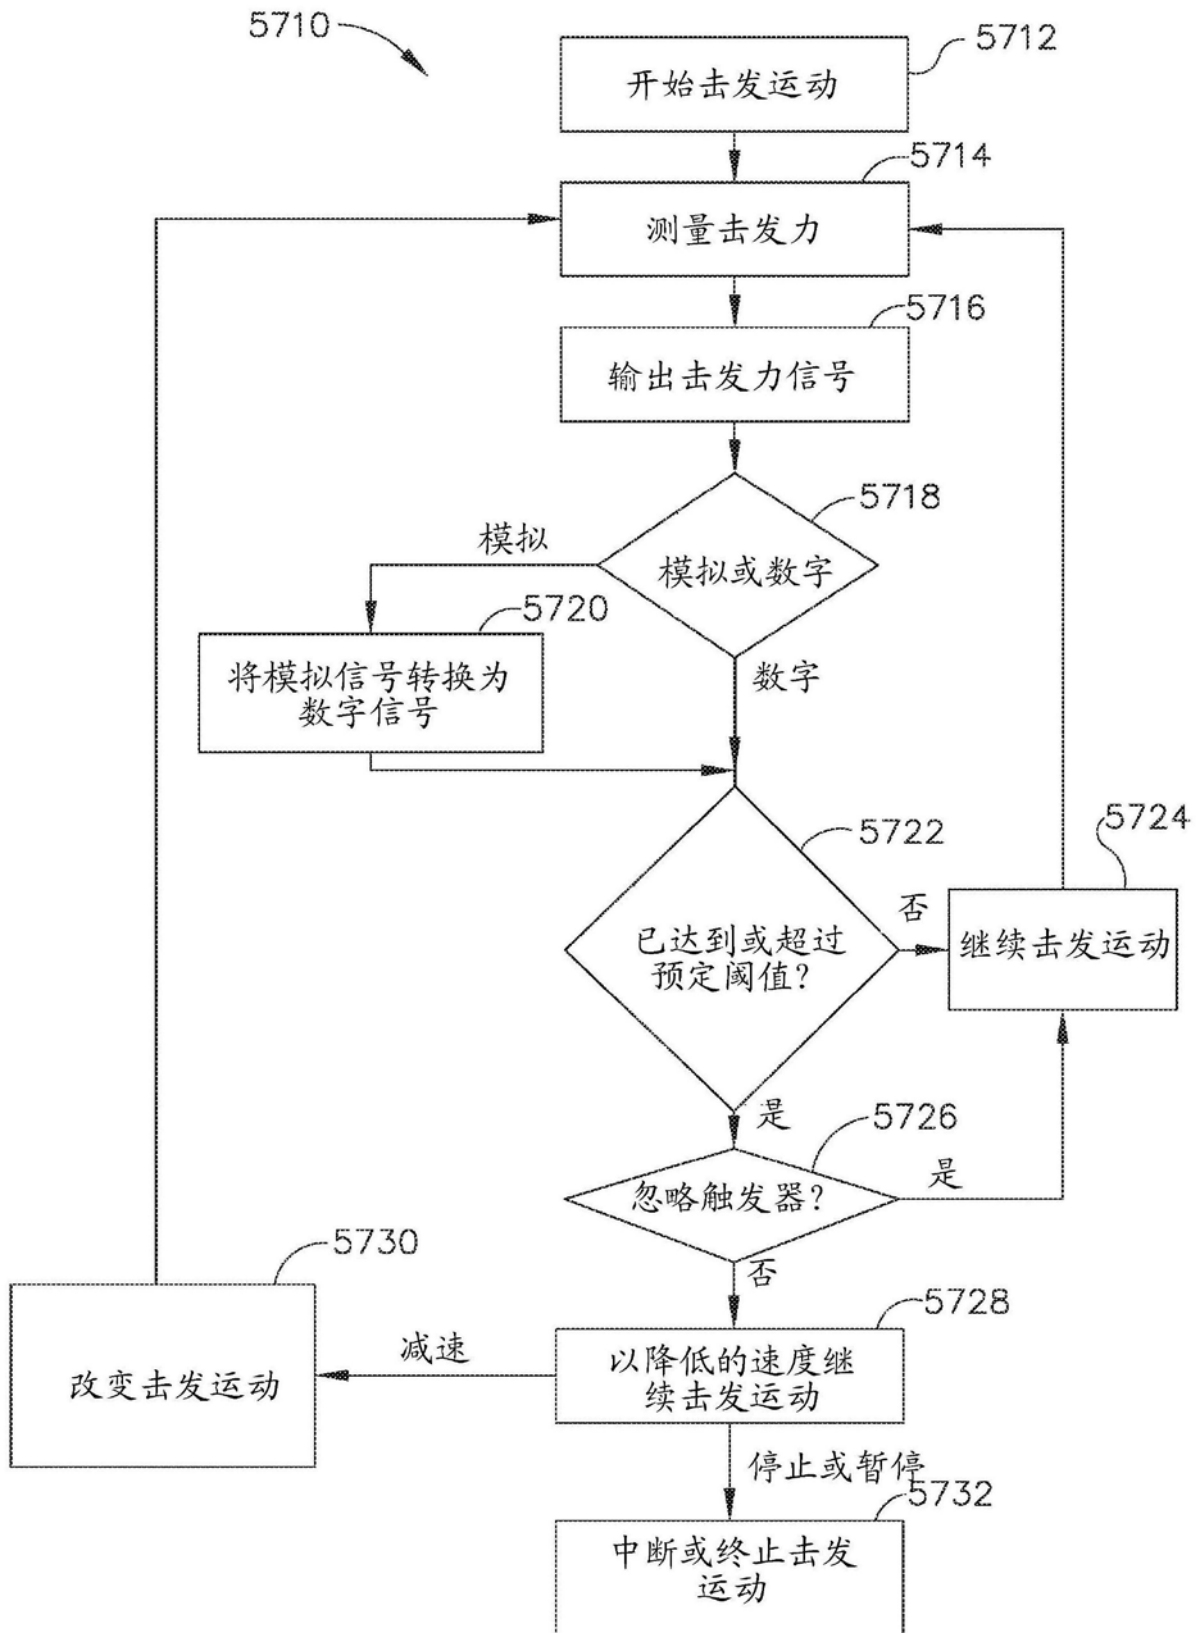 5710
5712
开始击发运动
5714
测量击发力
5716
输出击发力信号
5718
模拟
模拟或数字
5720
将模拟信号转换为
数字信号
数字
5722
5724
否
已达到或超过
预定阈值?
继续击发运动
是
5726
忽略触发器?
是
5730
否
5728
改变击发运动
减速
以降低的速度继
续击发运动
停止或暂停
5732
中断或终止击发
运动